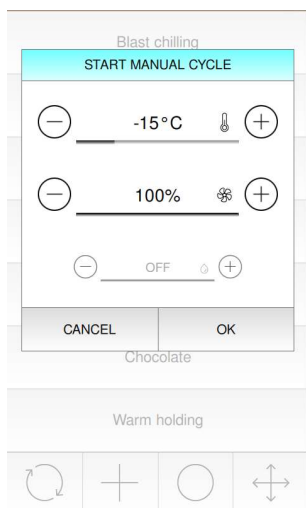 Blast chilling
START MANUAL CYCLE
-15°C
100%
OFF
CANCEL OK
Chocolate
Warm holding